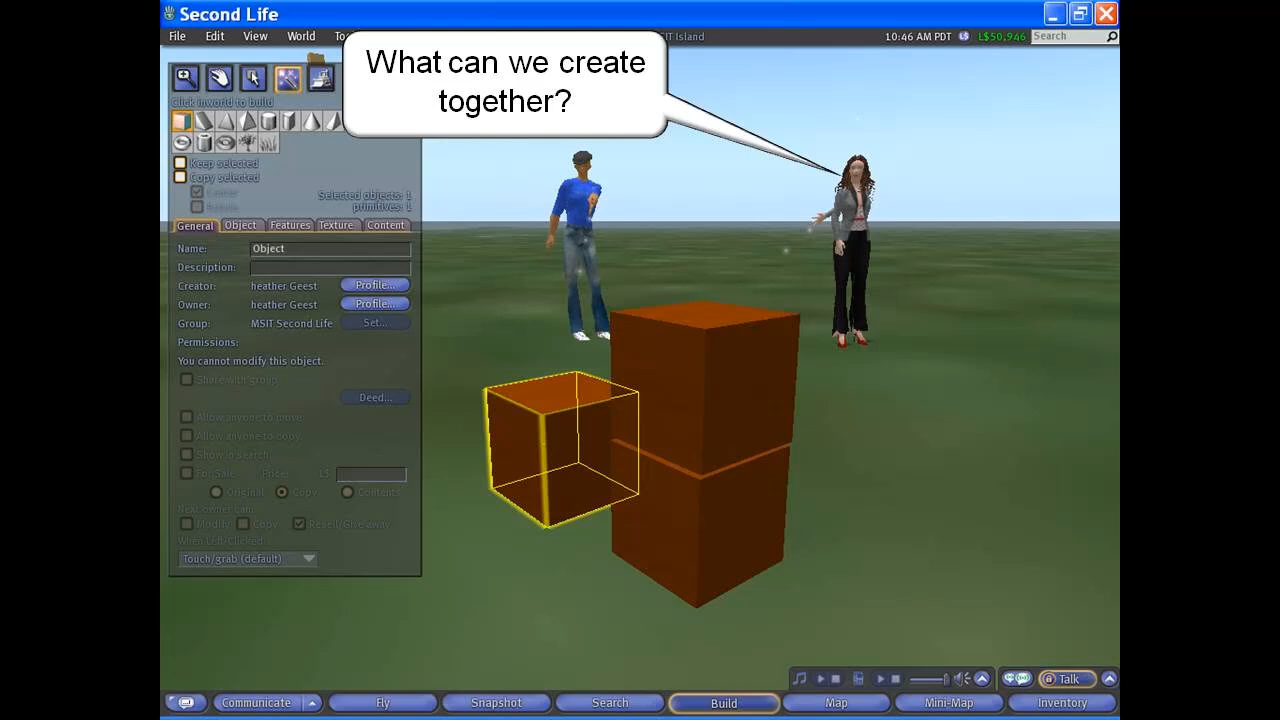 Second Life
File Edit View World
IT Island
10:46 AM PDT
L$
L$50,946
Search
What can we create
together?
Click inworld to build
Keep selected
Copy selected
Center
Rotate
Selected objects: 1
primitives: 1
General Object Features Texture Content
Name: Object
Description:
Creator: heather Geest Profile...
Owner: heather Geest Profile...
Group: MSIT Second Life Set...
Permissions:
You cannot modify this object.
Share with group
Deed...
Allow anyone to move
Allow anyone to copy
Show in search
For Sale Price: L$
Original Copy Contents
Next owner can:
Modify Copy Resell/Give away
When Left-Clicked:
Touch/grab (default)
Talk
Communicate Fly Snapshot Search Build Map Mini-Map Inventory